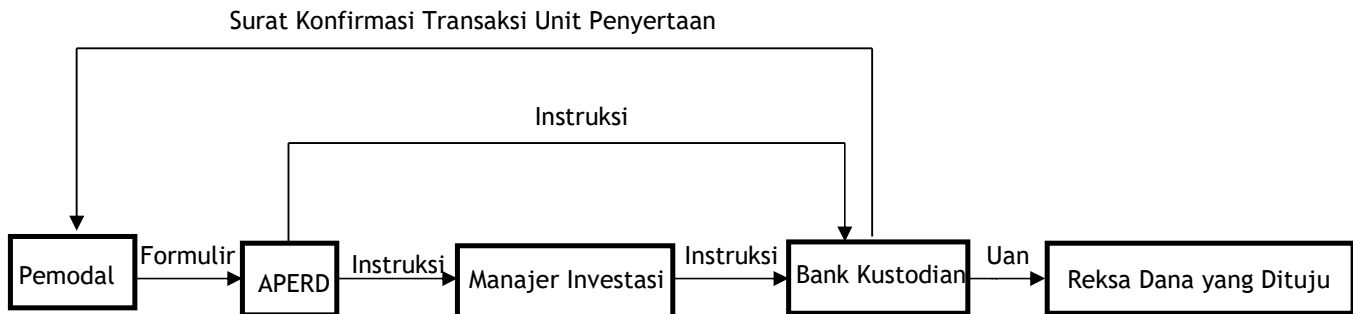 Surat Konfirmasi Transaksi Unit Penyertaan
Instruksi
Formulir
Instruksi
Instruksi
Uan
Pemodal
APERD
Manajer Investasi
Bank Kustodian
Reksa Dana yang Dituju